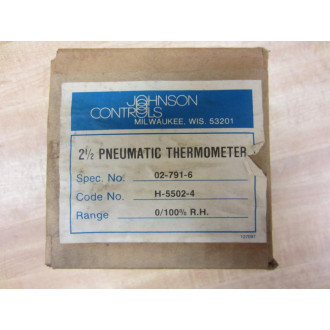 JOHNSON
CONTROLS
MILWAUKEE, WIS. 53201
2½ PNEUMATIC THERMOMETER
Spec. No: 02-791-6
Code No. H-5502-4
Range 0/100% R.H.